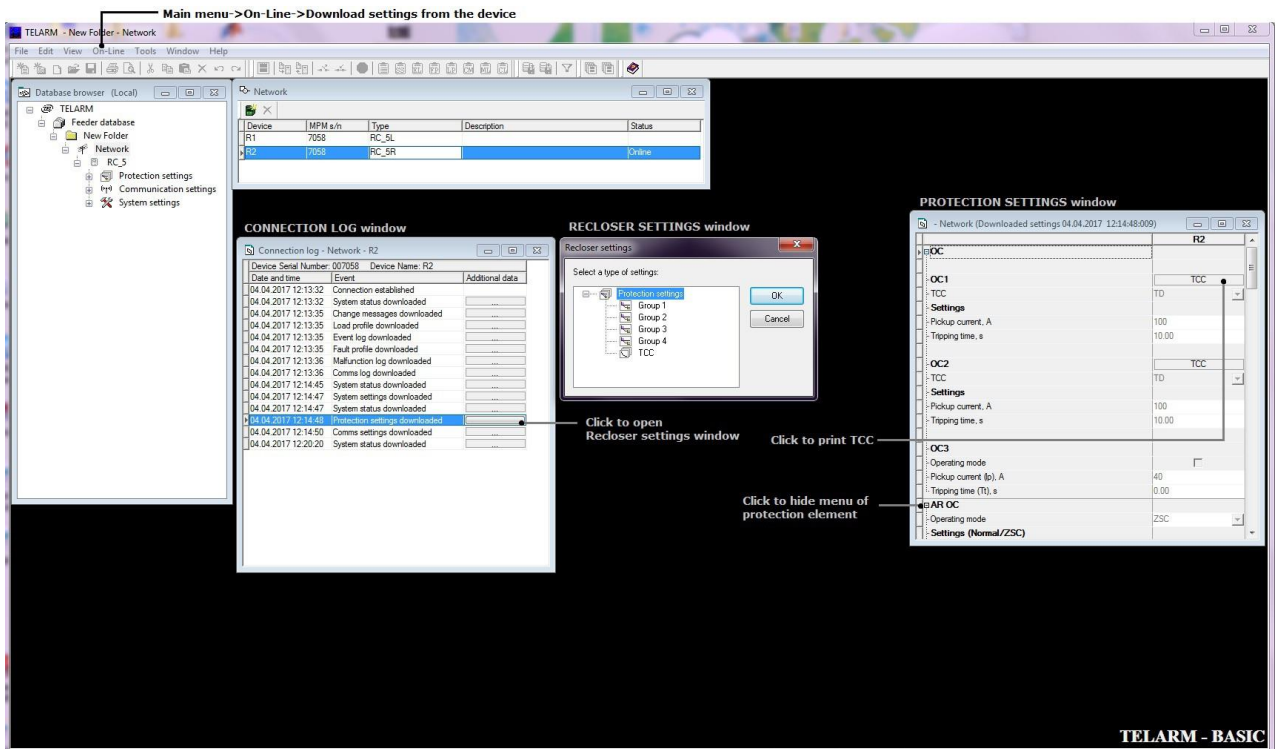 Main menu->On-Line->Download settings from the device
TELARM - New Folder - Network
File Edit View On-Line Tools Window Help
Database browser (Local)
TELARM
Feeder database
New Folder
Network
RC_5
Protection settings
Communication settings
System settings
Network
Device MPM s/n Type Description Status
R1 7058 RC_5L
R2 7058 RC_5R Online
CONNECTION LOG window
Connection log - Network - R2
Device Serial Number: 007058 Device Name: R2
Date and time Event Additional data
04.04.2017 12:13:32 Connection established
04.04.2017 12:13:32 System status downloaded ...
04.04.2017 12:13:35 Change messages downloaded ...
04.04.2017 12:13:35 Load profile downloaded ...
04.04.2017 12:13:35 Event log downloaded ...
04.04.2017 12:13:35 Fault profile downloaded ...
04.04.2017 12:13:36 Malfunction log downloaded ...
04.04.2017 12:13:36 Comms log downloaded ...
04.04.2017 12:14:45 System status downloaded ...
04.04.2017 12:14:47 System settings downloaded ...
04.04.2017 12:14:47 System status downloaded ...
04.04.2017 12:14:48 Protection settings downloaded
04.04.2017 12:14:50 Comms settings downloaded ...
04.04.2017 12:20:20 System status downloaded ...
Click to open
Recloser settings window
RECLOSER SETTINGS window
Recloser settings
Select a type of settings:
Protection settings
Group 1
Group 2
Group 3
Group 4
TCC
OK
Cancel
PROTECTION SETTINGS window
- Network (Downloaded settings 04.04.2017 12:14:48:009)
R2
OC
OC1 TCC
TCC TD
Settings
Pickup current, A 100
Tripping time, s 10.00
OC2 TCC
TCC TD
Settings
Pickup current, A 100
Tripping time, s 10.00
OC3
Operating mode
Pickup current (Ip), A 40
Tripping time (Tt), s 0.00
AR OC
Operating mode ZSC
Settings (Normal/ZSC)
Click to print TCC
Click to hide menu of
protection element
TELARM - BASIC